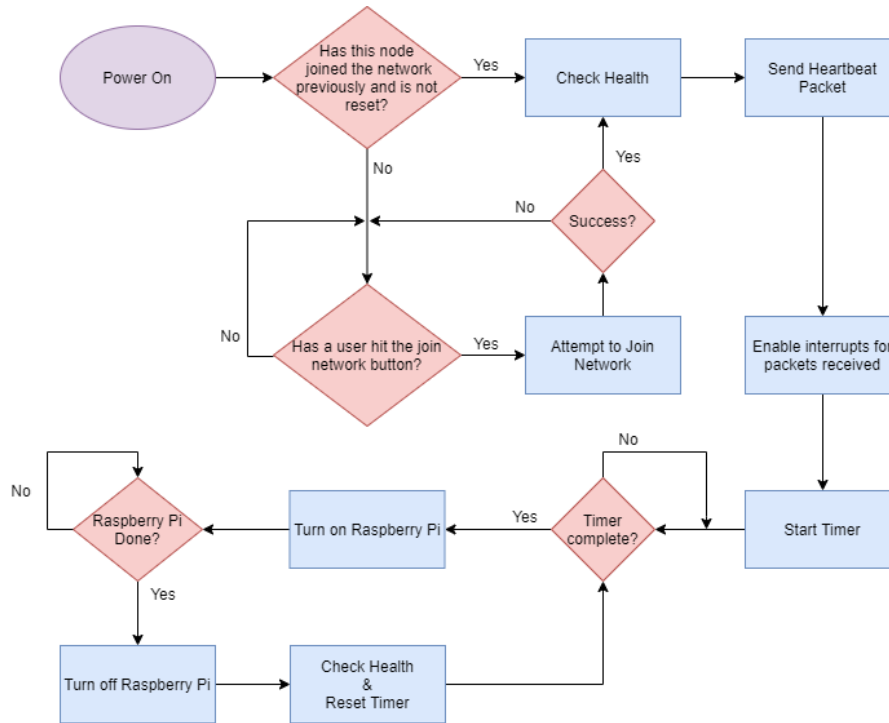 Power On
Has this node
joined the network
previously and is not
reset?
Yes
Check Health
Send Heartbeat
Packet
No
Yes
No
Success?
No
Has a user hit the join
network button?
Yes
Attempt to Join
Network
Enable interrupts for
packets received
No
No
Raspberry Pi
Done?
Turn on Raspberry Pi
Yes
Timer
complete?
Start Timer
Yes
Turn off Raspberry Pi
Check Health
&
Reset Timer